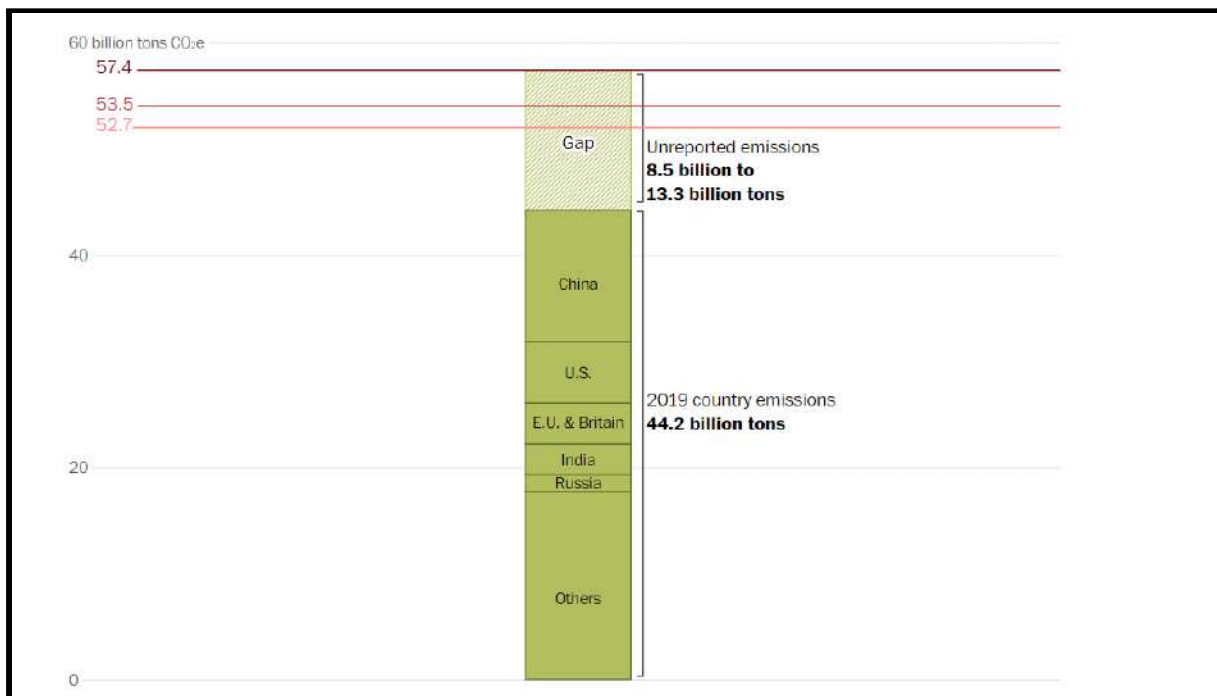 60 billion tons CO₂e
57.4
53.5
52.7
Gap
Unreported emissions
8.5 billion to
13.3 billion tons
40
China
U.S.
2019 country emissions
44.2 billion tons
E.U. & Britain
20
India
Russia
Others
0